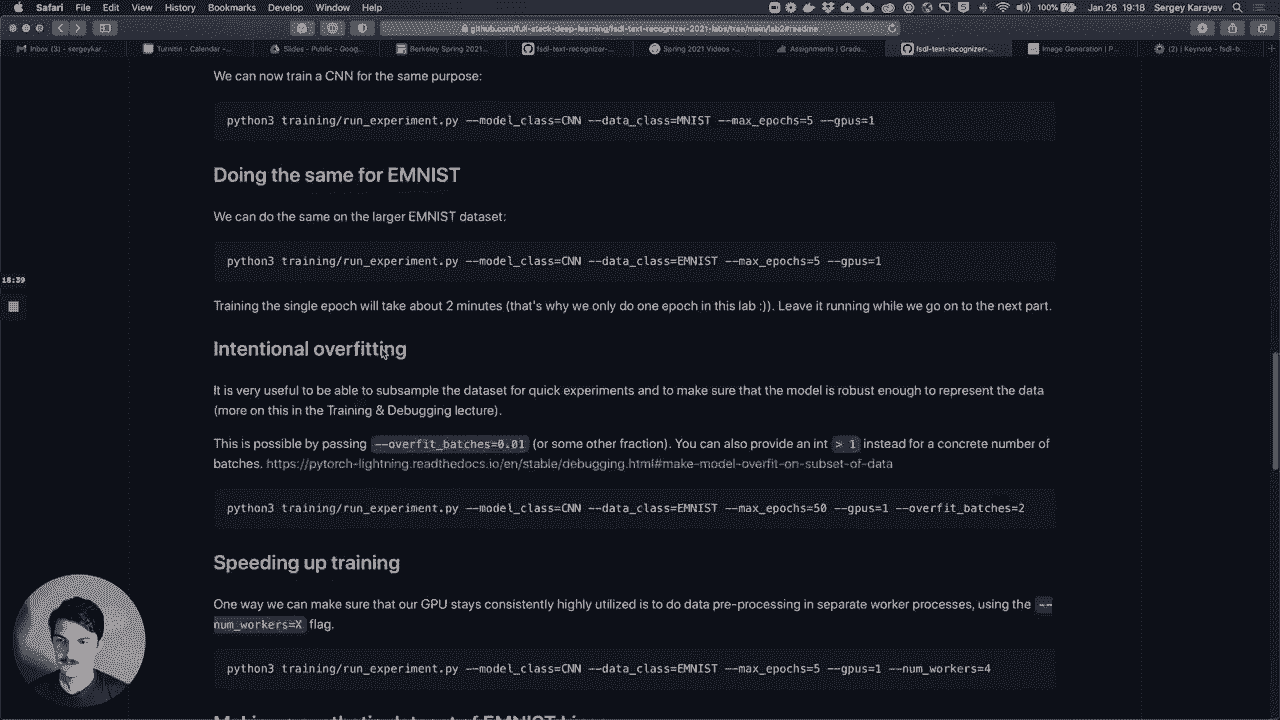 Safari File Edit View History Bookmarks Develop Window Help 100% Jan 26 19:18 Sergey Karayev
github.com/full-stack-deep-learning/fsdl-text-recognizer-2021-labs/tree/main/lab2#readme
Inbox (3) - sergeykar... Turnitin - Calendar -... Slides - Public - Goog... Berkeley Spring 2021... fsdl-text-recognizer-... Spring 2021 Videos -... Assignments | Grade... fsdl-text-recognizer-... Image Generation | P... (2) | Keynote - fsdl-b...
We can now train a CNN for the same purpose:
python3 training/run_experiment.py --model_class=CNN --data_class=MNIST --max_epochs=5 --gpus=1
Doing the same for EMNIST
We can do the same on the larger EMNIST dataset:
python3 training/run_experiment.py --model_class=CNN --data_class=EMNIST --max_epochs=5 --gpus=1
18:39
Training the single epoch will take about 2 minutes (that's why we only do one epoch in this lab :)). Leave it running while we go on to the next part.
Intentional overfitting
It is very useful to be able to subsample the dataset for quick experiments and to make sure that the model is robust enough to represent the data
(more on this in the Training & Debugging lecture).
This is possible by passing --overfit_batches=0.01 (or some other fraction). You can also provide an int > 1 instead for a concrete number of
batches. https://pytorch-lightning.readthedocs.io/en/stable/debugging.html#make-model-overfit-on-subset-of-data
python3 training/run_experiment.py --model_class=CNN --data_class=EMNIST --max_epochs=50 --gpus=1 --overfit_batches=2
Speeding up training
One way we can make sure that our GPU stays consistently highly utilized is to do data pre-processing in separate worker processes, using the --
num_workers=X flag.
python3 training/run_experiment.py --model_class=CNN --data_class=EMNIST --max_epochs=5 --gpus=1 --num_workers=4